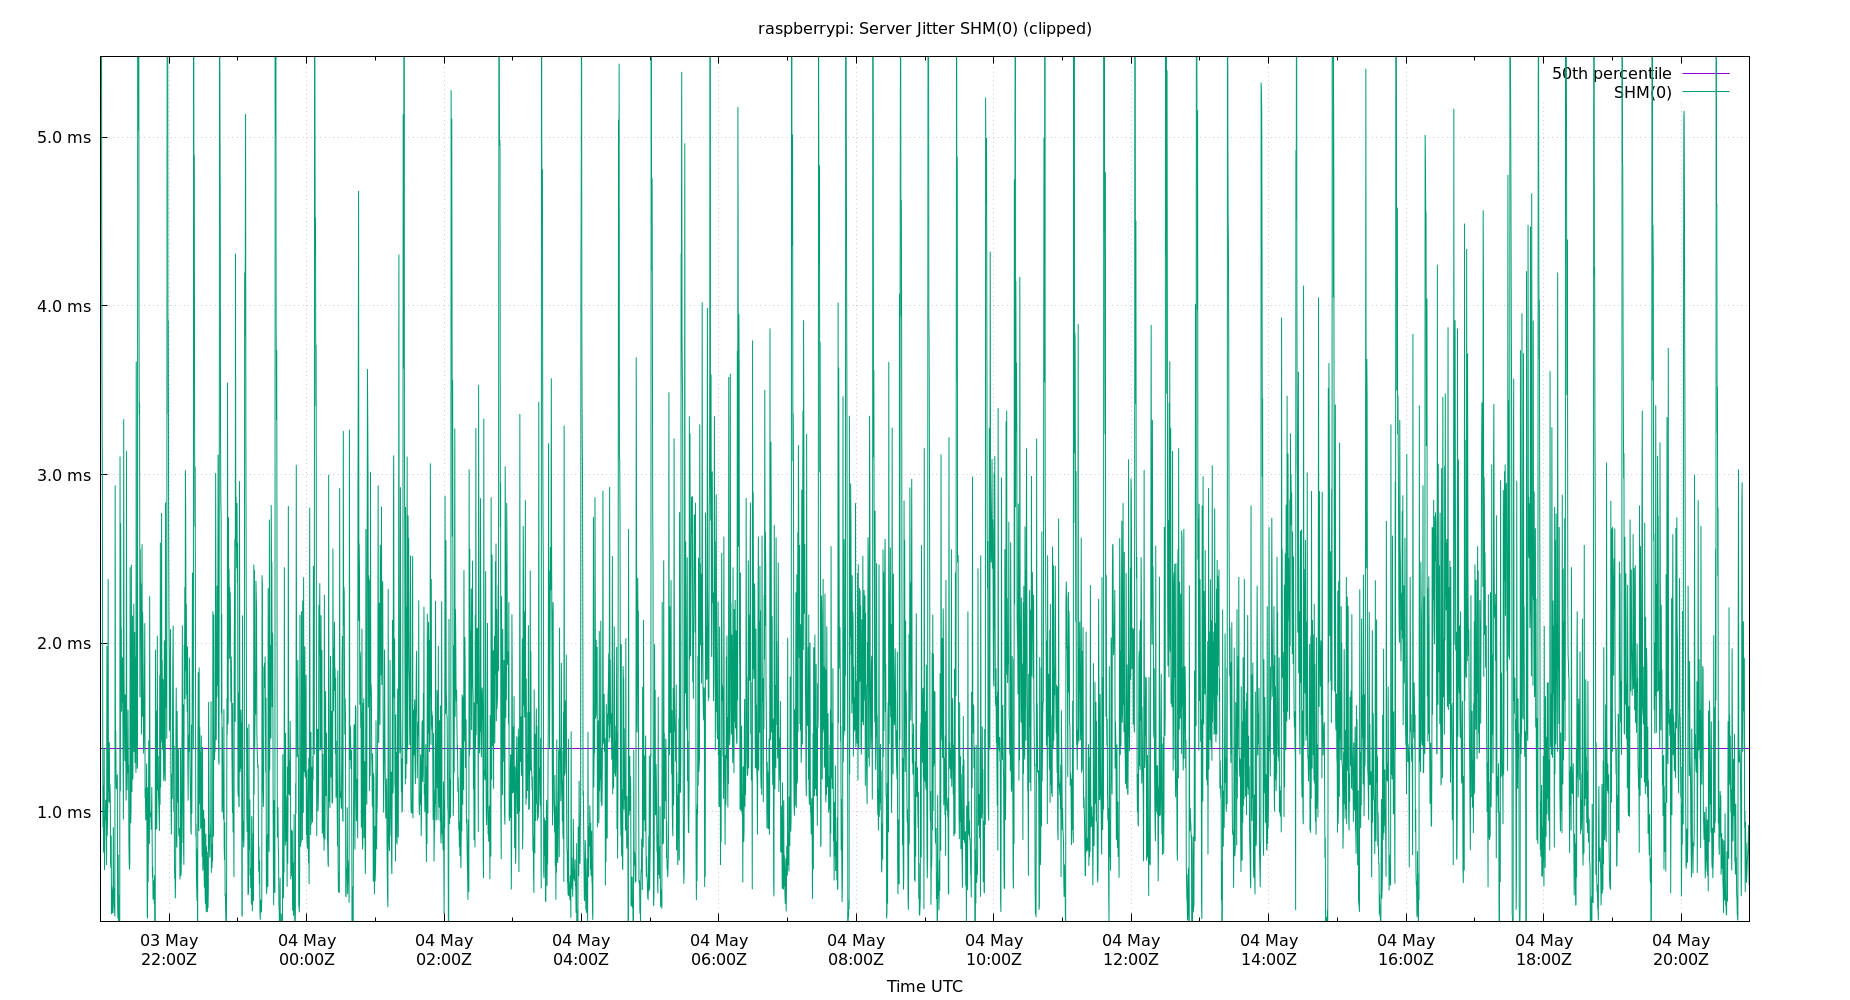 raspberrypi: Server Jitter SHM(0) (clipped)
50th percentile
SHM(0)
5.0 ms
4.0 ms
3.0 ms
2.0 ms
1.0 ms
03 May 04 May 04 May 04 May 04 May 04 May 04 May 04 May 04 May 04 May 04 May 04 May
22:00Z 00:00Z 02:00Z 04:00Z 06:00Z 08:00Z 10:00Z 12:00Z 14:00Z 16:00Z 18:00Z 20:00Z
Time UTC